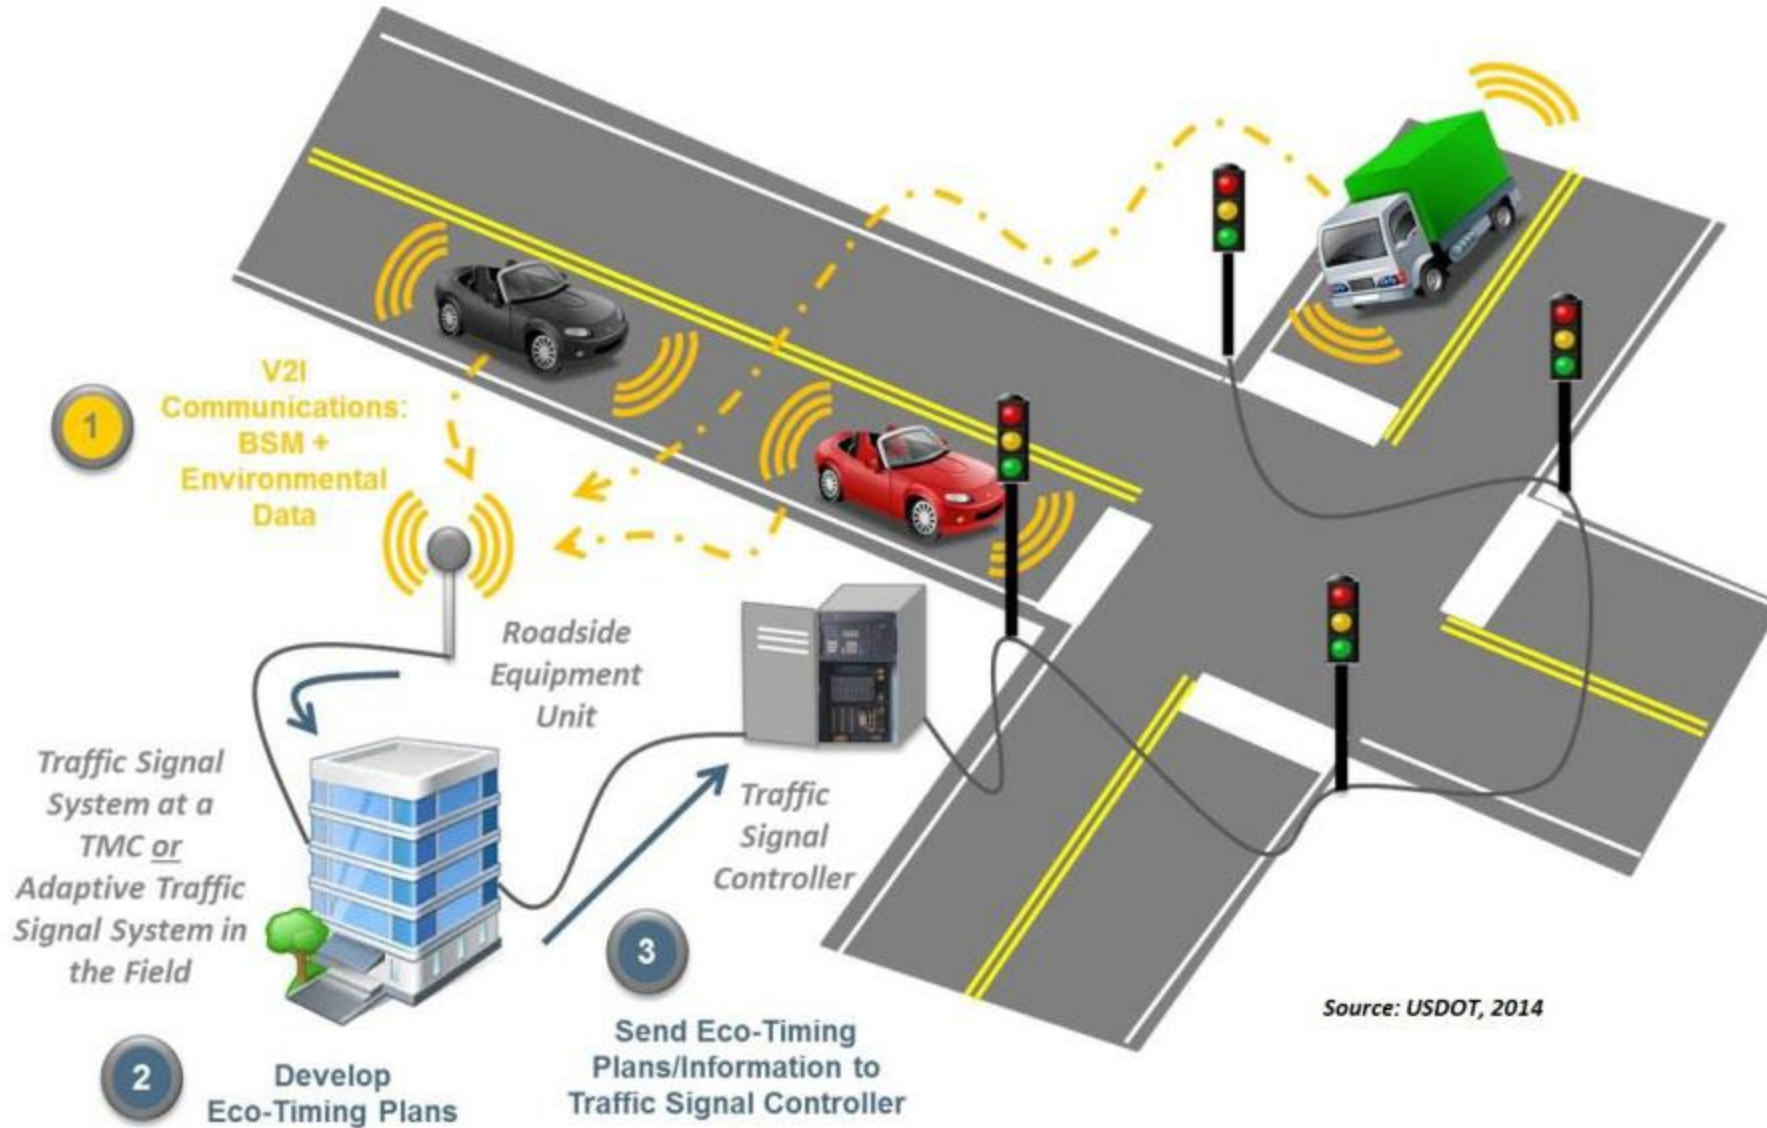 1
V2I
Communications:
BSM +
Environmental
Data
Roadside
Equipment
Unit
Traffic Signal
System at a
TMC or
Adaptive Traffic
Signal System in
the Field
Traffic
Signal
Controller
2
Develop
Eco-Timing Plans
3
Send Eco-Timing
Plans/Information to
Traffic Signal Controller
Source: USDOT, 2014